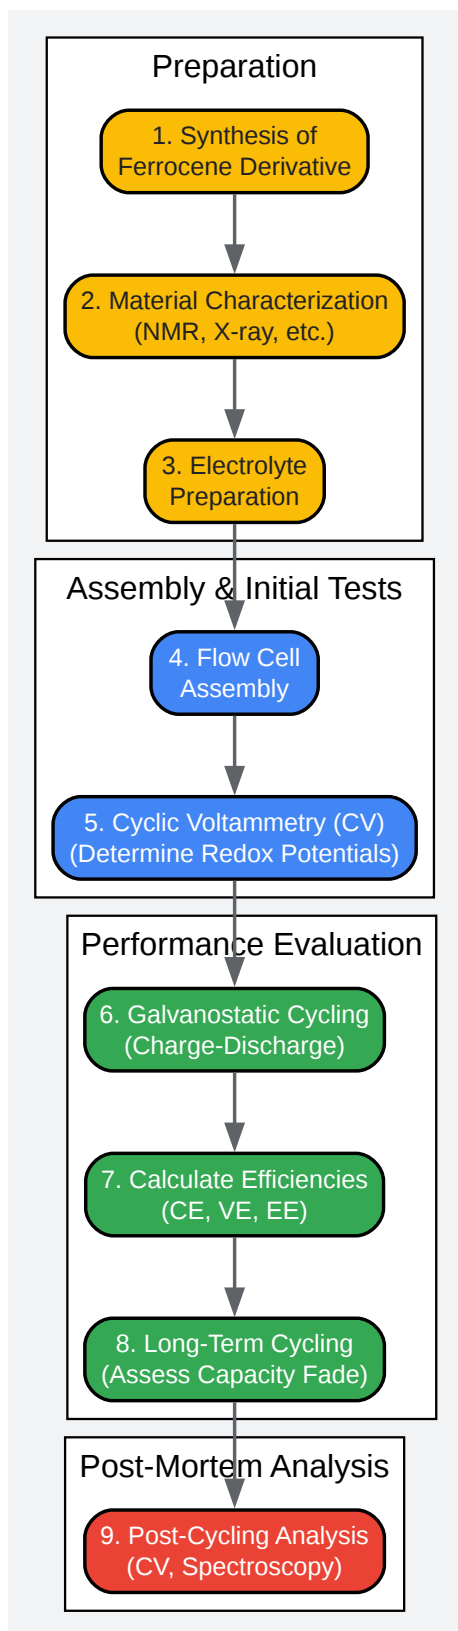 Preparation
1. Synthesis of
Ferrocene Derivative
2. Material Characterization
(NMR, X-ray, etc.)
3. Electrolyte
Preparation
Assembly & Initial Tests
4. Flow Cell
Assembly
5. Cyclic Voltammetry (CV)
(Determine Redox Potentials)
Performance Evaluation
6. Galvanostatic Cycling
(Charge-Discharge)
7. Calculate Efficiencies
(CE, VE, EE)
8. Long-Term Cycling
(Assess Capacity Fade)
Post-Mortem Analysis
9. Post-Cycling Analysis
(CV, Spectroscopy)